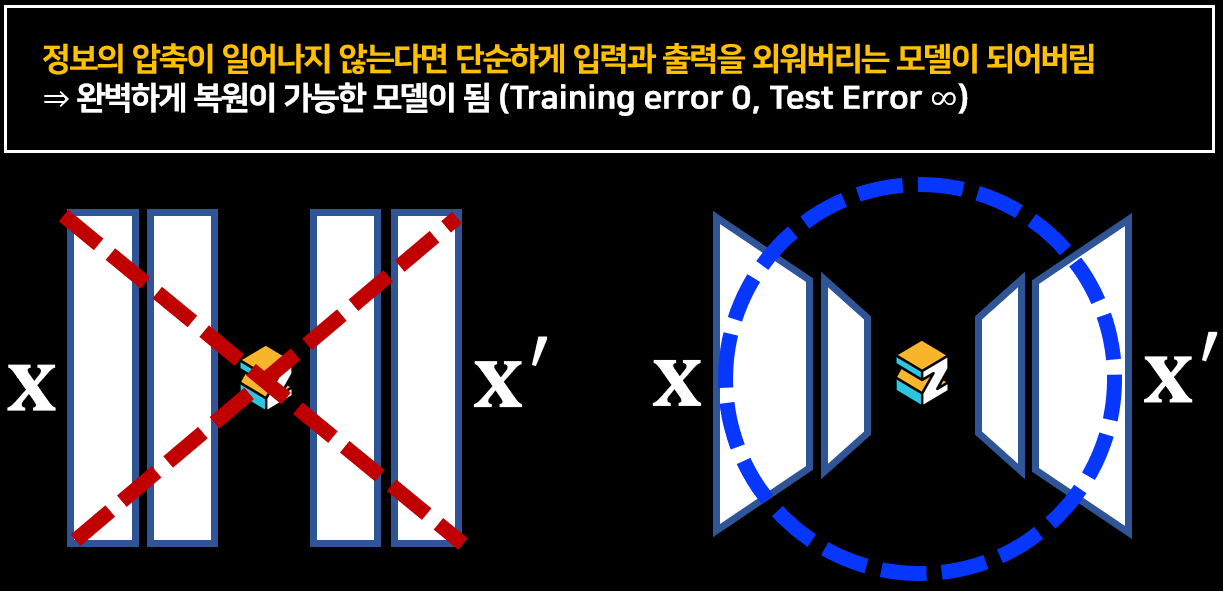 정보의 압축이 일어나지 않는다면 단순하게 입력과 출력을 외워버리는 모델이 되어버림
⇒ 완벽하게 복원이 가능한 모델이 됨 (Training error 0, Test Error ∞)
x z x′ x z x′